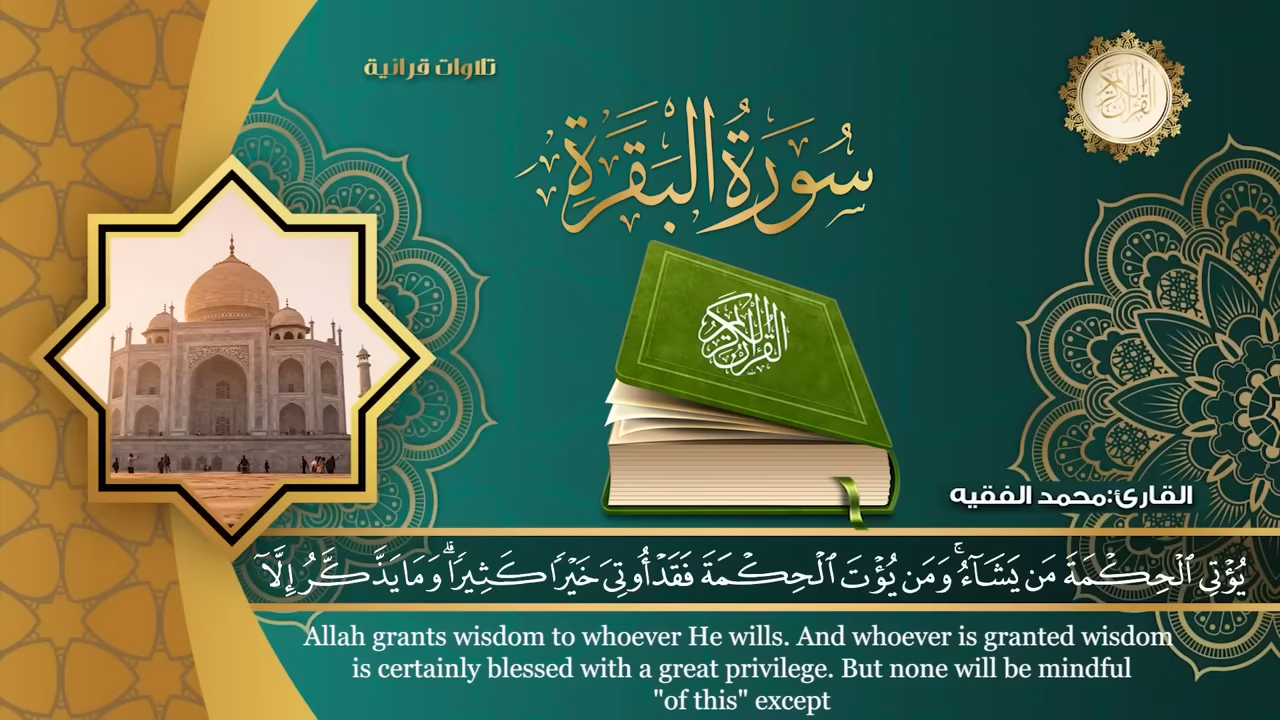 تلاوات قرانية
سُورَةُ البَقَرَةِ
القرآن الكريم
القرآن الكريم
القارئ:محمد الفقيه
يُؤْتِي ٱلْحِكْمَةَ مَن يَشَآءُ ۚ وَمَن يُؤْتَ ٱلْحِكْمَةَ فَقَدْ أُوتِىَ خَيْرًا كَثِيرًا ۗ وَمَا يَذَّكَّرُ إِلَّآ
Allah grants wisdom to whoever He wills. And whoever is granted wisdom
is certainly blessed with a great privilege. But none will be mindful
"of this" except